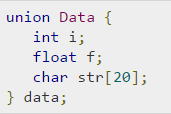 union Data {
   int i;
   float f;
   char str[20];
} data;